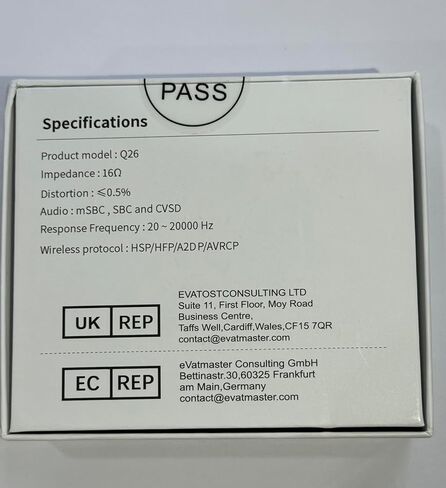 PASS
Specifications
Product model : Q26
Impedance : 16Ω
Distortion : ≤0.5%
Audio : mSBC , SBC and CVSD
Response Frequency : 20 ~ 20000 Hz
Wireless protocol : HSP/HFP/A2D P/AVRCP
UK REP
EVATOSTCONSULTING LTD
Suite 11, First Floor, Moy Road
Business Centre,
Taffs Well,Cardiff,Wales,CF15 7QR
contact@evatmaster.com
EC REP
eVatmaster Consulting GmbH
Bettinastr.30,60325 Frankfurt
am Main,Germany
contact@evatmaster.com